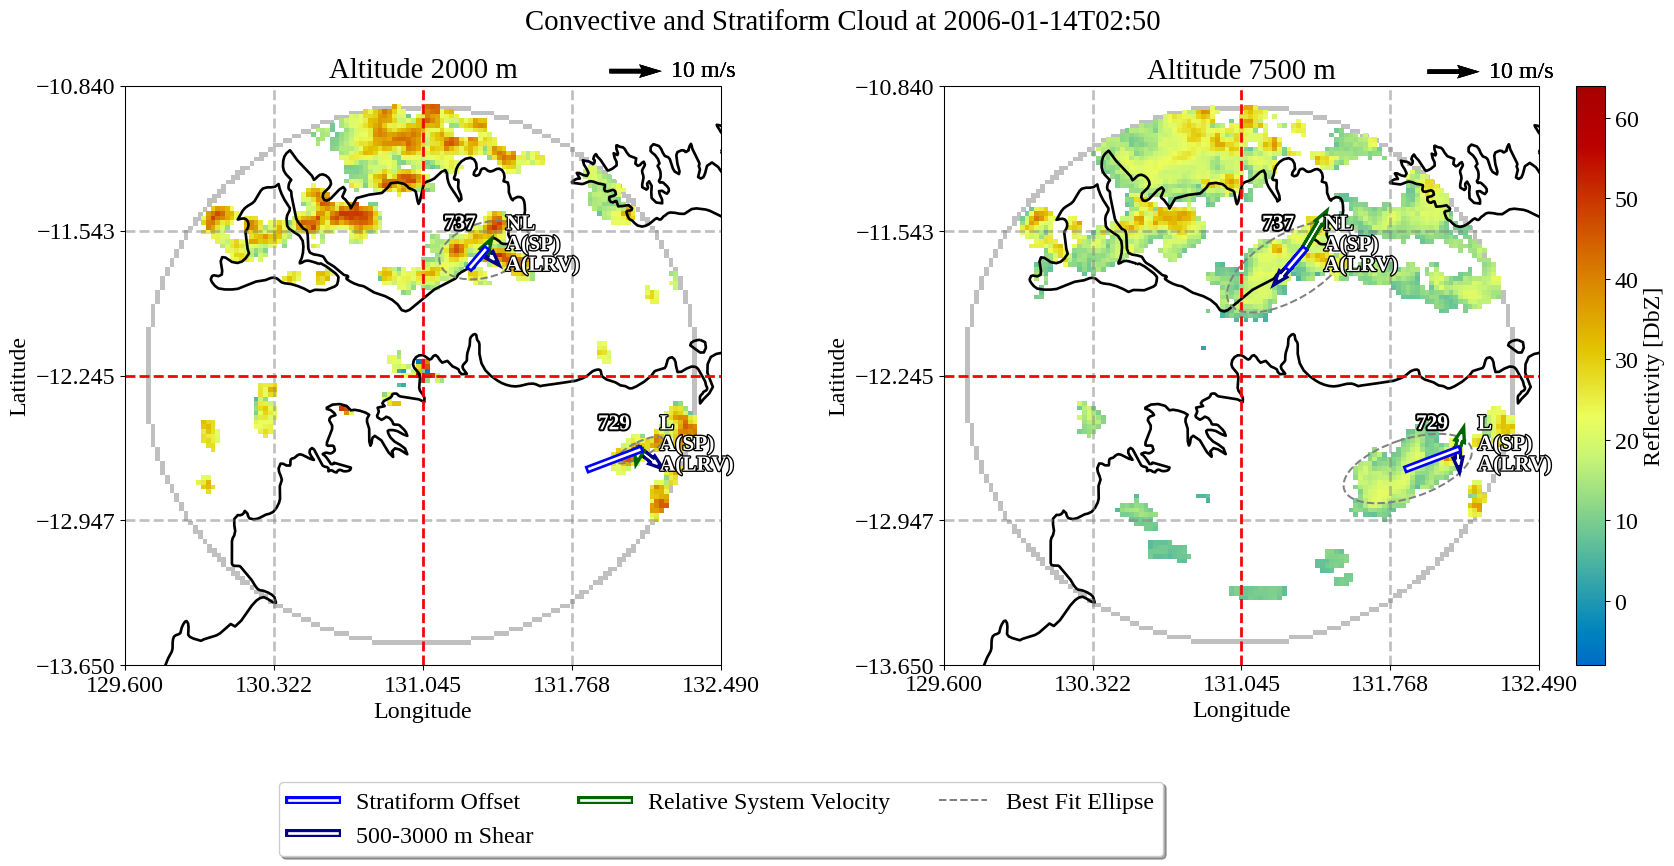 Convective and Stratiform Cloud at 2006-01-14T02:50
Altitude 2000 m
10 m/s
Altitude 7500 m
10 m/s
−10.840
−11.543
−12.245
−12.947
−13.650
Latitude
129.600
130.322
131.045
131.768
132.490
Longitude
737
NL
A(SP)
A(LRV)
729
L
A(SP)
A(LRV)
−10.840
−11.543
−12.245
−12.947
−13.650
Latitude
129.600
130.322
131.045
131.768
132.490
Longitude
737
NL
A(SP)
A(LRV)
729
L
A(SP)
A(LRV)
60
50
40
30
20
10
0
Reflectivity [DbZ]
Stratiform Offset
Relative System Velocity
Best Fit Ellipse
500-3000 m Shear